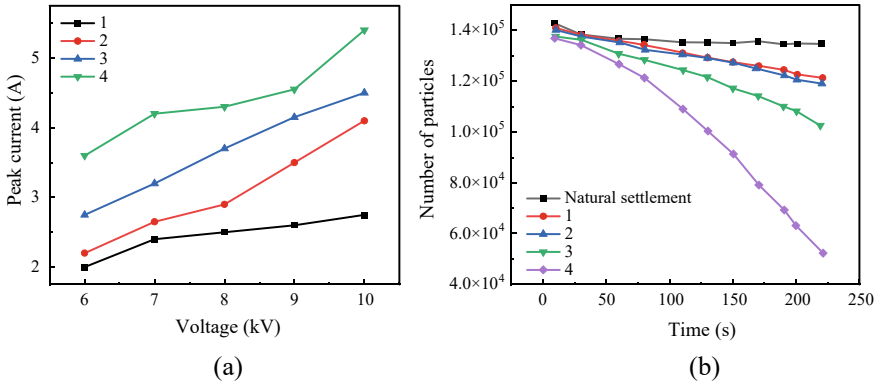 1
2
3
4
5
4
3
2
Peak current (A)
6 7 8 9 10
Voltage (kV)
(a)
1.4×10⁵
1.2×10⁵
1.0×10⁵
8.0×10⁴
6.0×10⁴
4.0×10⁴
Number of particles
Natural settlement
1
2
3
4
0 50 100 150 200 250
Time (s)
(b)